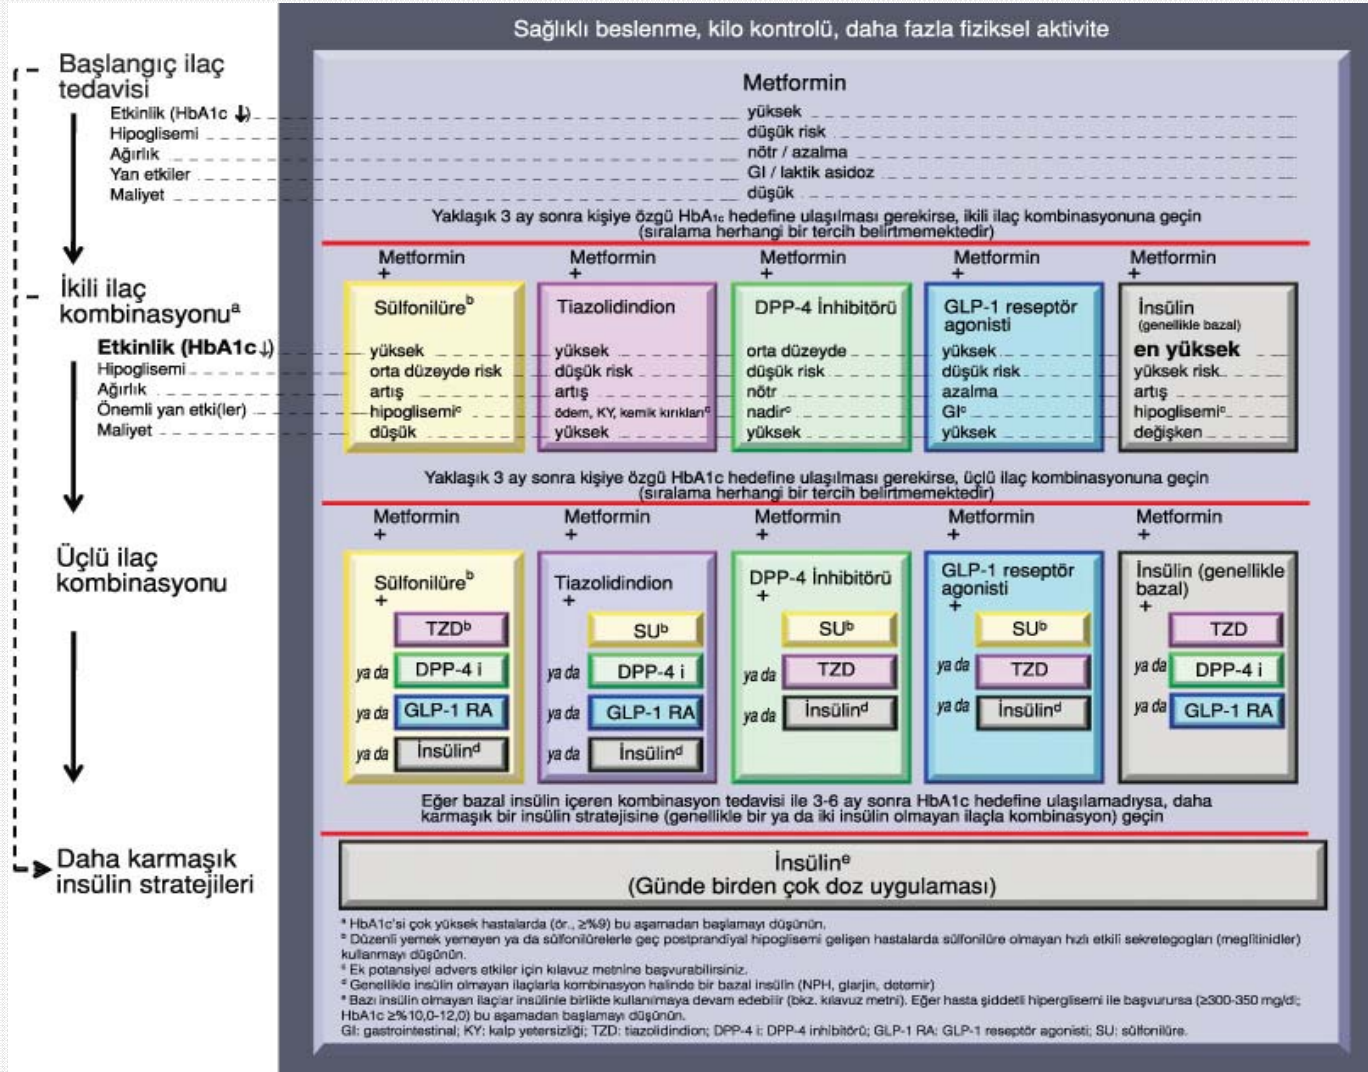 Sağlıklı beslenme, kilo kontrolü, daha fazla fiziksel aktivite
Başlangıç ilaç
tedavisi
Metformin
Etkinlik (HbA1c ↓) yüksek
Hipoglisemi düşük risk
Ağırlık nötr / azalma
Yan etkiler GI / laktik asidoz
Maliyet düşük
Yaklaşık 3 ay sonra kişiye özgü HbA1c hedefine ulaşılması gerekirse, ikili ilaç kombinasyonuna geçin
(sıralama herhangi bir tercih belirtmemektedir)
İkili ilaç
kombinasyonuᵃ
Metformin Metformin Metformin Metformin Metformin
+ + + + +
Sülfonilüreᵇ Tiazolidindion DPP-4 İnhibitörü GLP-1 reseptör İnsülin
agonisti (genellikle bazal)
Etkinlik (HbA1c↓) yüksek yüksek orta düzeyde yüksek en yüksek
Hipoglisemi orta düzeyde risk düşük risk düşük risk düşük risk yüksek risk
Ağırlık artış artış nötr azalma artış
Önemli yan etki(ler) hipoglisemiᶜ ödem, KY, kemik kırıklarıᶜ nadirᶜ GIᶜ hipoglisemiᶜ
Maliyet düşük yüksek yüksek yüksek değişken
Yaklaşık 3 ay sonra kişiye özgü HbA1c hedefine ulaşılması gerekirse, üçlü ilaç kombinasyonuna geçin
(sıralama herhangi bir tercih belirtmemektedir)
Üçlü ilaç
kombinasyonu
Metformin Metformin Metformin Metformin Metformin
+ + + + +
Sülfonilüreᵇ Tiazolidindion DPP-4 İnhibitörü GLP-1 reseptör İnsülin (genellikle
agonisti bazal)
+ + + + +
TZDᵇ SUᵇ SUᵇ SUᵇ TZD
ya da DPP-4 i ya da DPP-4 i ya da TZD ya da TZD ya da DPP-4 i
ya da GLP-1 RA ya da GLP-1 RA ya da İnsülinᵈ ya da İnsülinᵈ ya da GLP-1 RA
ya da İnsülinᵈ ya da İnsülinᵈ
Eğer bazal insülin içeren kombinasyon tedavisi ile 3-6 ay sonra HbA1c hedefine ulaşılamadıysa, daha
karmaşık bir insülin stratejisine (genellikle bir ya da iki insülin olmayan ilaçla kombinasyon) geçin
Daha karmaşık
insülin stratejileri
İnsülinᵉ
(Günde birden çok doz uygulaması)
ᵃ HbA1c'si çok yüksek hastalarda (ör., ≥%9) bu aşamadan başlamayı düşünün.
ᵇ Düzenli yemek yemeyen ya da sülfonilürelerle geç postprandiyal hipoglisemi gelişen hastalarda sülfonilüre olmayan hızlı etkili sekretegogları (meglitinidler)
kullanmayı düşünün.
ᶜ Ek potansiyel advers etkiler için kılavuz metnine başvurabilirsiniz.
ᵈ Genellikle insülin olmayan ilaçlarla kombinasyon halinde bir bazal insülin (NPH, glarjin, detemir)
ᵉ Bazı insülin olmayan ilaçlar insülinle birlikte kullanılmaya devam edebilir (bkz. kılavuz metni). Eğer hasta şiddetli hiperglisemi ile başvurursa (≥300-350 mg/dl;
HbA1c ≥%10,0-12,0) bu aşamadan başlamayı düşünün.
GI: gastrointestinal; KY: kalp yetersizliği; TZD: tiazolidindion; DPP-4 i: DPP-4 inhibitörü; GLP-1 RA: GLP-1 reseptör agonisti; SU: sülfonilüre.